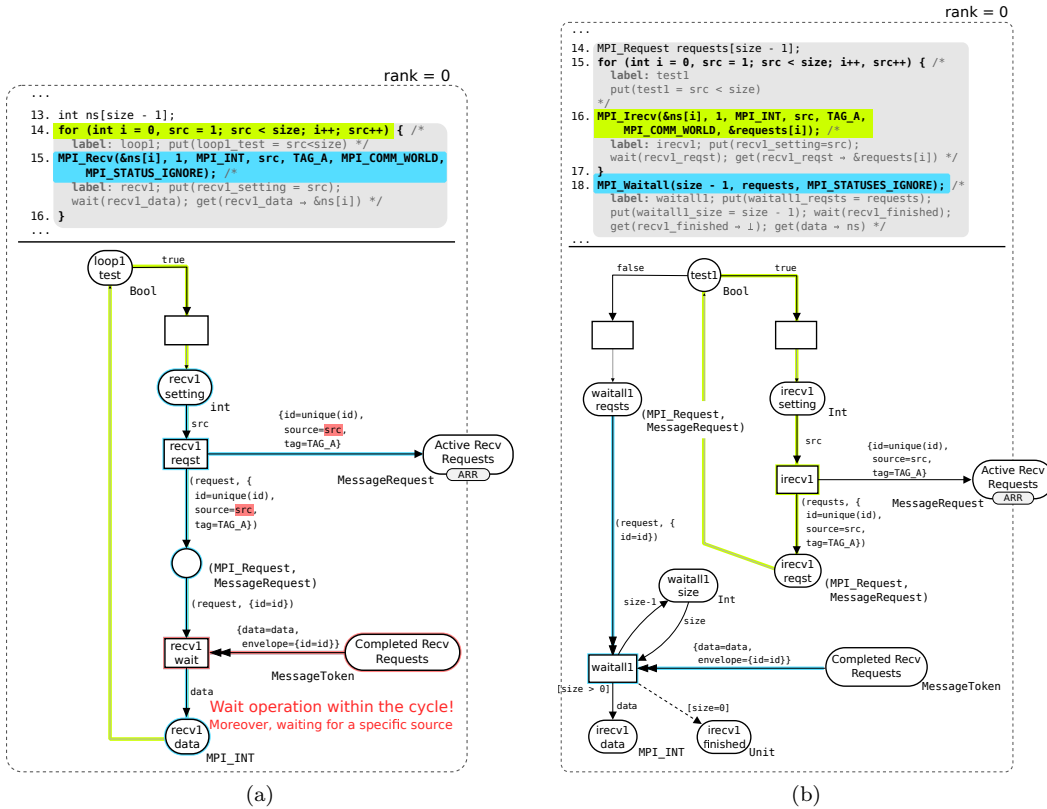 rank = 0
...
13. int ns[size - 1];
14. for (int i = 0, src = 1; src < size; i++; src++) { /*
label: loop1; put(loop1_test = src<size) */
15. MPI_Recv(&ns[i], 1, MPI_INT, src, TAG_A, MPI_COMM_WORLD,
MPI_STATUS_IGNORE); /*
label: recv1; put(recv1_setting = src);
wait(recv1_data); get(recv1_data → &ns[i]) */
16. }
...
loop1
test
true
Bool
recv1
setting
int
src
recv1
reqst
{id=unique(id),
source=src,
tag=TAG_A}
Active Recv
Requests
ARR
MessageRequest
(request, {
id=unique(id),
source=src,
tag=TAG_A})
(MPI_Request,
MessageRequest)
(request, {id=id})
recv1
wait
{data=data,
envelope={id=id}}
Completed Recv
Requests
MessageToken
data
Wait operation within the cycle!
Moreover, waiting for a specific source
recv1
data
MPI_INT
(a)
rank = 0
...
14. MPI_Request requests[size - 1];
15. for (int i = 0, src = 1; src < size; i++, src++) { /*
label: test1
put(test1 = src < size)
*/
16. MPI_Irecv(&ns[i], 1, MPI_INT, src, TAG_A,
MPI_COMM_WORLD, &requests[i]); /*
label: irecv1; put(recv1_setting=src);
wait(recv1_reqst); get(recv1_reqst → &requests[i]) */
17. }
18. MPI_Waitall(size - 1, requests, MPI_STATUSES_IGNORE); /*
label: waitall1; put(waitall1_reqsts = requests);
put(waitall1_size = size - 1); wait(recv1_finished);
get(recv1_finished → ⊥); get(data → ns) */
...
false
test1
true
Bool
waitall1
reqsts
(MPI_Request,
MessageRequest)
irecv1
setting
Int
src
irecv1
{id=unique(id),
source=src,
tag=TAG_A}
Active Recv
Requests
ARR
MessageRequest
(requsts, {
id=unique(id),
source=src,
tag=TAG_A})
irecv1
reqst
(MPI_Request,
MessageRequest)
(request, {
id=id})
waitall1
size
Int
size-1
size
{data=data,
envelope={id=id}}
waitall1
Completed Recv
Requests
MessageToken
[size > 0]
data
[size=0]
irecv1
data
MPI_INT
irecv1
finished
Unit
(b)